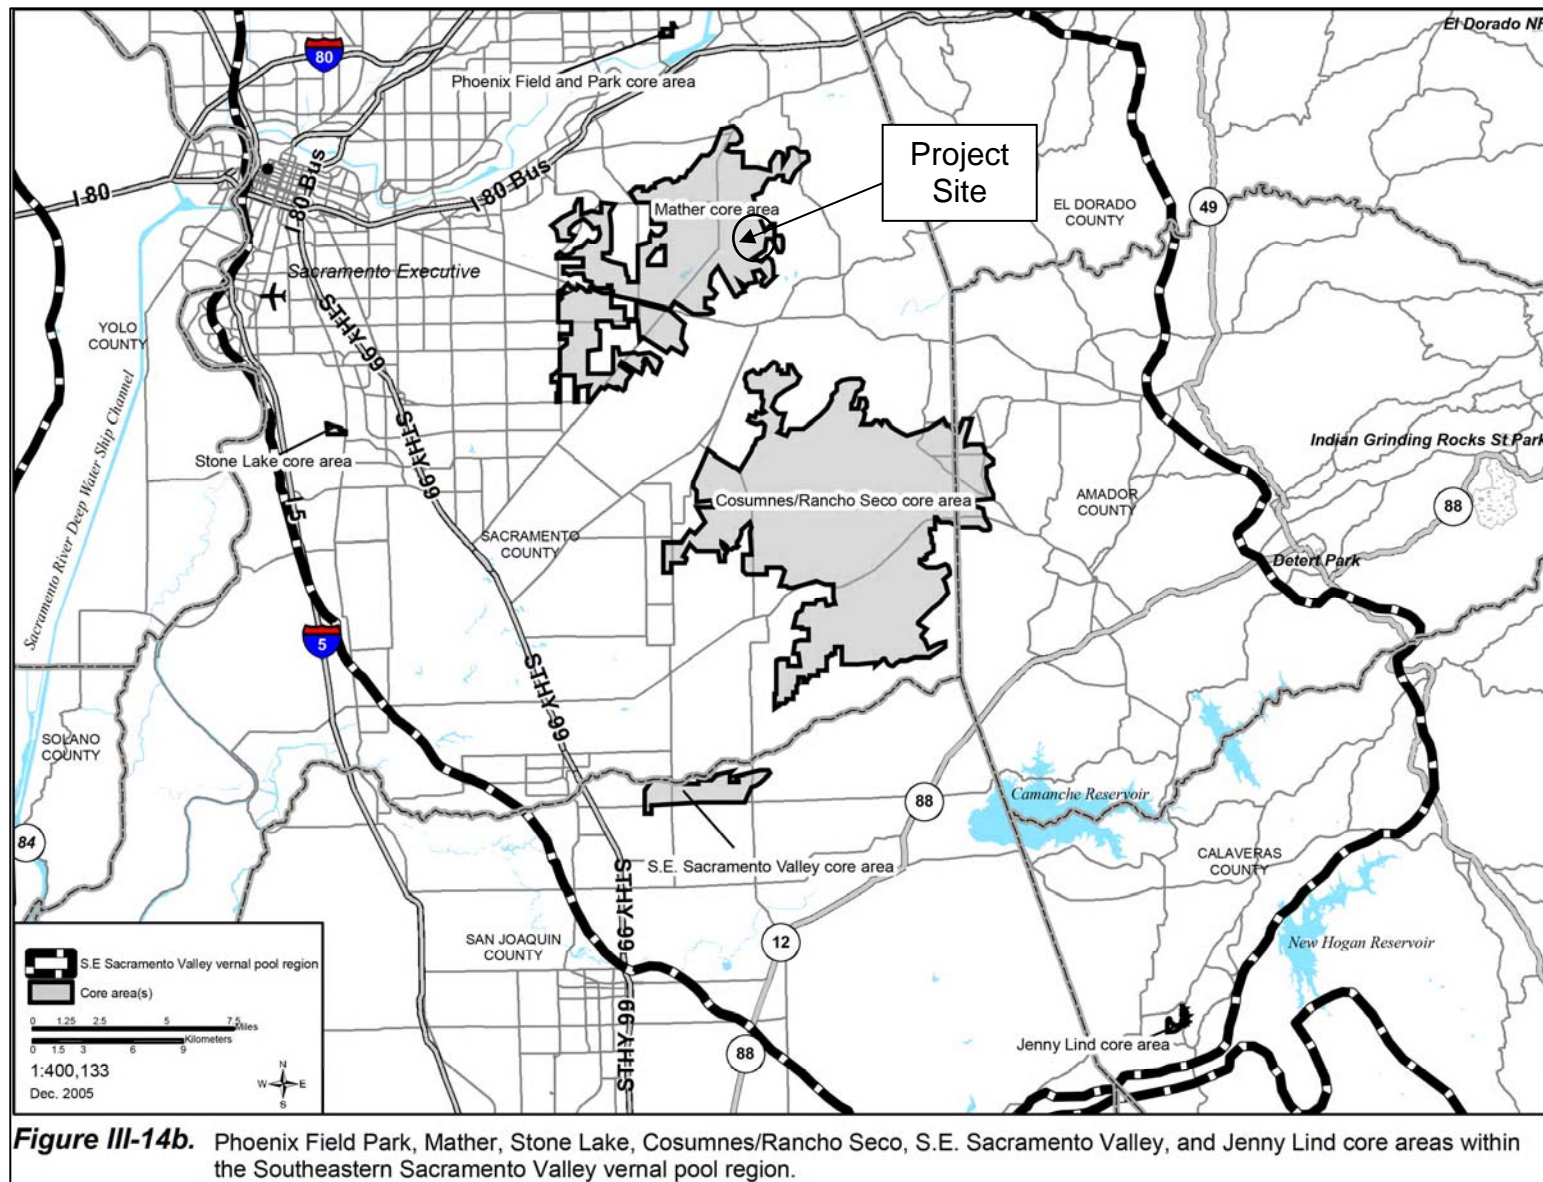 El Dorado NF
80
Phoenix Field and Park core area
Project
Site
I 80
I 80 Bus
I 80 Bus
Mather core area
EL DORADO
COUNTY
49
Sacramento Executive
STHY 99
YOLO
COUNTY
Sacramento River Deep Water Ship Channel
STHY 99
Stone Lake core area
Indian Grinding Rocks St Park
I 5
Cosumnes/Rancho Seco core area
AMADOR
COUNTY
88
SACRAMENTO
COUNTY
Detert Park
5
STHY 99
SOLANO
COUNTY
Camanche Reservoir
88
84
CALAVERAS
COUNTY
S.E. Sacramento Valley core area
STHY 99
SAN JOAQUIN
COUNTY
12
New Hogan Reservoir
S.E Sacramento Valley vernal pool region
Core area(s)
0 1.25 2.5 5 7.5
Miles
Kilometers
0 1.5 3 6 9
1:400,133
Dec. 2005
N
W E
S
STHY 99
88
Jenny Lind core area
Figure III-14b. Phoenix Field Park, Mather, Stone Lake, Cosumnes/Rancho Seco, S.E. Sacramento Valley, and Jenny Lind core areas within
the Southeastern Sacramento Valley vernal pool region.